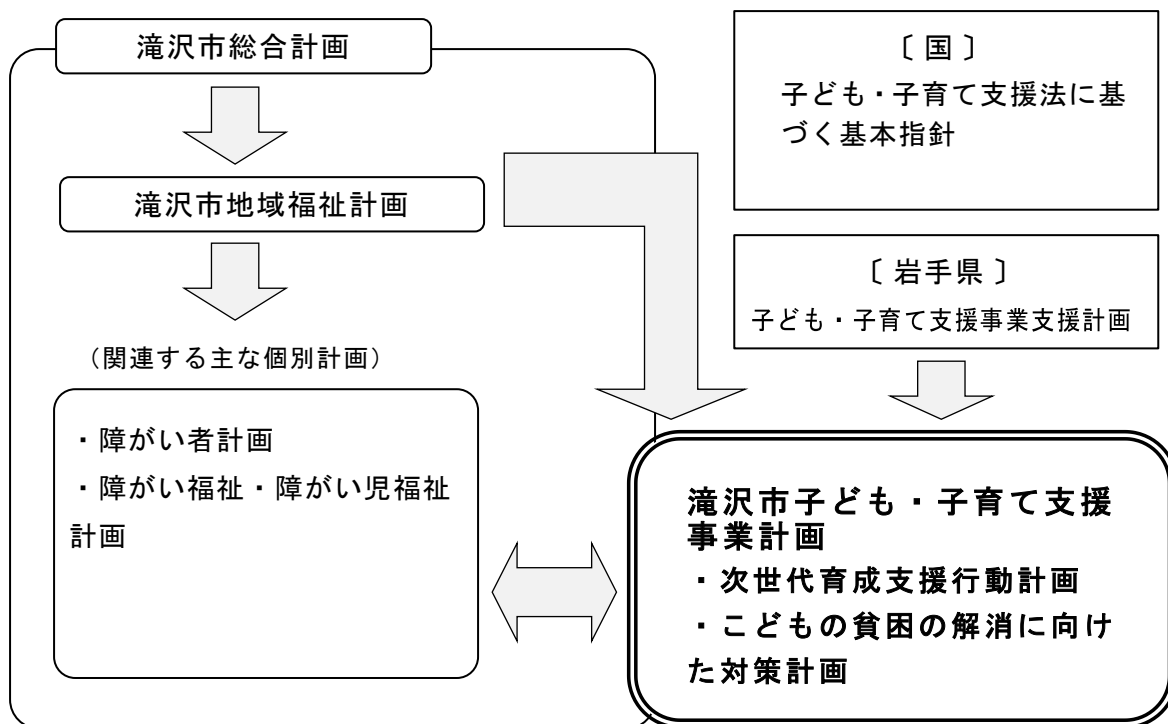 滝沢市総合計画
滝沢市地域福祉計画
（関連する主な個別計画）
・障がい者計画
・障がい福祉・障がい児福祉
計画
〔 国 〕
子ども・子育て支援法に基
づく基本指針
〔 岩手県 〕
子ども・子育て支援事業支援計画
滝沢市子ども・子育て支援
事業計画
・次世代育成支援行動計画
・こどもの貧困の解消に向け
た対策計画